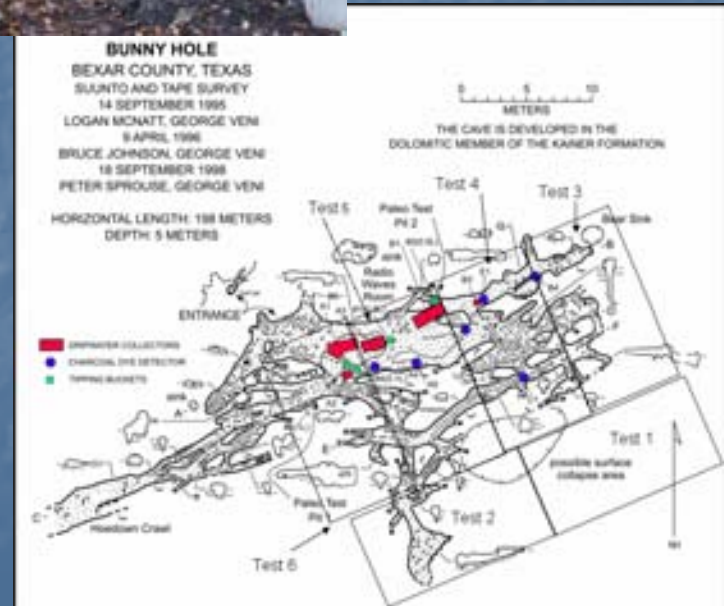 BUNNY HOLE
BEXAR COUNTY, TEXAS
SUUNTO AND TAPE SURVEY
14 SEPTEMBER 1995
LOGAN MCNATT, GEORGE VENI
9 APRIL 1996
BRUCE JOHNSON, GEORGE VENI
18 SEPTEMBER 1998
PETER SPROUSE, GEORGE VENI
HORIZONTAL LENGTH: 198 METERS
DEPTH: 5 METERS
0 5 10
METERS
THE CAVE IS DEVELOPED IN THE
DOLOMITIC MEMBER OF THE KAINER FORMATION
Test 4
Test 3
Test 5
Paleo Test
Pit 2
Bear Sink
sink
Radio
Waves
Room
ENTRANCE
DRIPWATER COLLECTORS
CHARCOAL DYE DETECTOR
TIPPING BUCKETS
sink
A
E
Test 1
possible surface
collapse area
Paleo Test
Pit
Test 2
C
Hoedown Crawl
Test 6